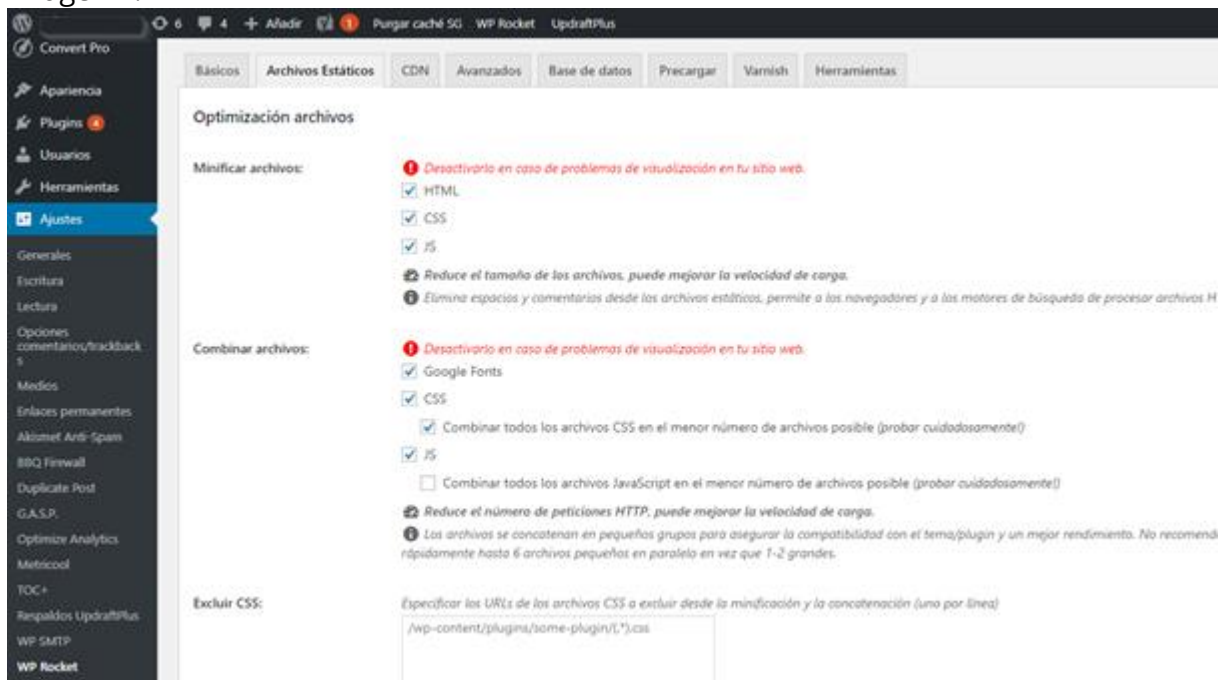 6 4 + Añadir 1 Purgar caché SG WP Rocket UpdraftPlus
Convert Pro
Apariencia
Plugins 4
Usuarios
Herramientas
Ajustes
Generales
Escritura
Lectura
Opciones
comentarios/trackback
s
Medios
Enlaces permanentes
Akismet Anti-Spam
BBQ Firewall
Duplicate Post
G.A.S.P.
Optimize Analytics
Metricool
TOC+
Respaldos UpdraftPlus
WP SMTP
WP Rocket
Básicos Archivos Estáticos CDN Avanzados Base de datos Precargar Varnish Herramientas
Optimización archivos
Minificar archivos:
Desactivarlo en caso de problemas de visualización en tu sitio web.
HTML
CSS
JS
Reduce el tamaño de los archivos, puede mejorar la velocidad de carga.
Elimina espacios y comentarios desde los archivos estáticos, permite a los navegadores y a los motores de búsqueda de procesar archivos H
Combinar archivos:
Desactivarlo en caso de problemas de visualización en tu sitio web.
Google Fonts
CSS
Combinar todos los archivos CSS en el menor número de archivos posible (probar cuidadosamente!)
JS
Combinar todos los archivos JavaScript en el menor número de archivos posible (probar cuidadosamente!)
Reduce el número de peticiones HTTP, puede mejorar la velocidad de carga.
Los archivos se concatenan en pequeños grupos para asegurar la compatibilidad con el tema/plugin y un mejor rendimiento. No recomend
rápidamente hasta 6 archivos pequeños en paralelo en vez que 1-2 grandes.
Excluir CSS:
Especificar los URLs de los archivos CSS a excluir desde la minificación y la concatenación (uno por línea)
/wp-content/plugins/some-plugin/(.*).css